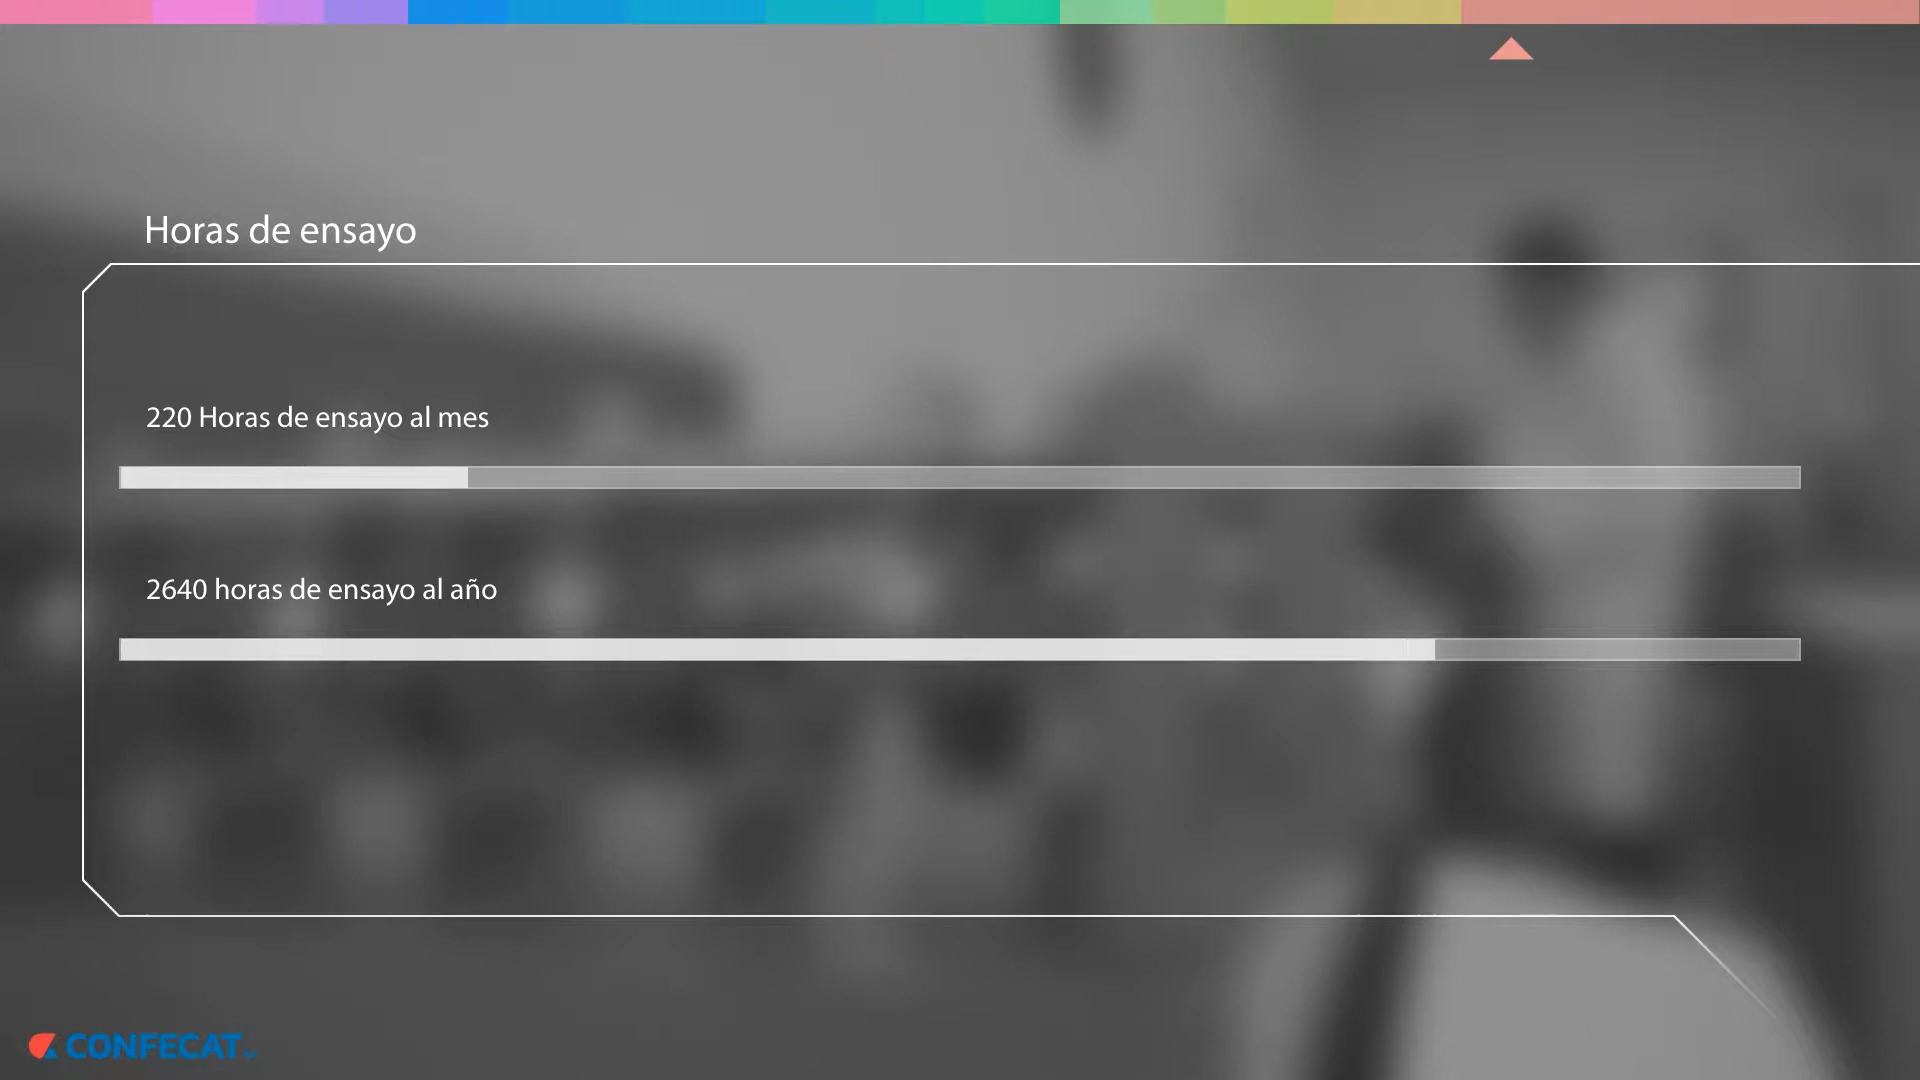 Horas de ensayo
220 Horas de ensayo al mes
2640 horas de ensayo al año
CONFECAT